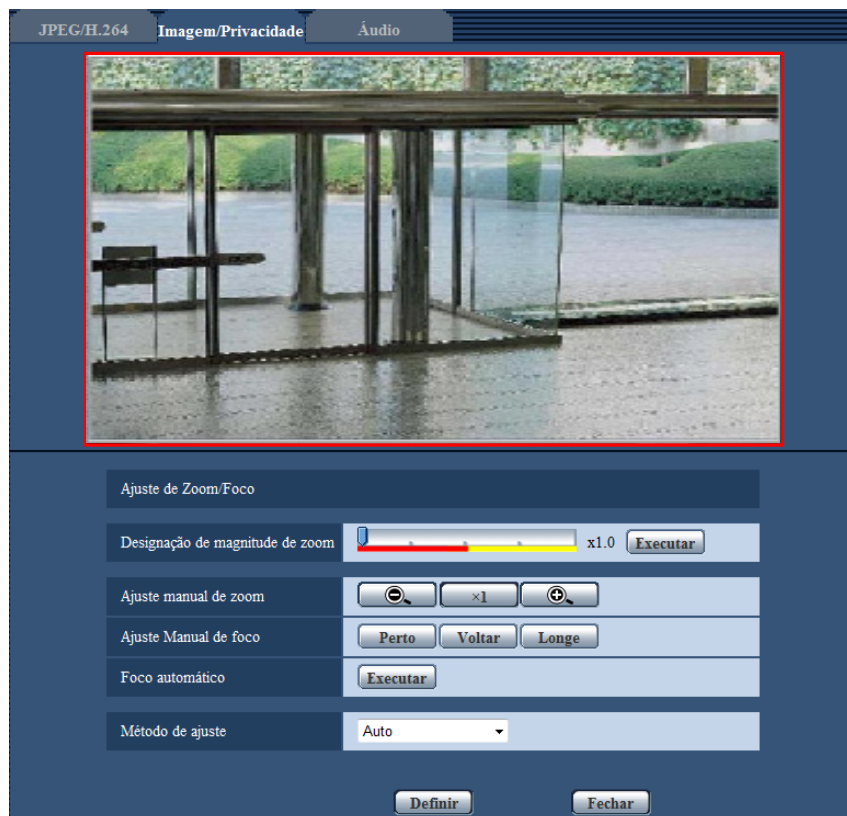 JPEG/H.264 Imagem/Privacidade Áudio
Ajuste de Zoom/Foco
Designação de magnitude de zoom x1.0 Executar
Ajuste manual de zoom ×1
Ajuste Manual de foco Perto Voltar Longe
Foco automático Executar
Método de ajuste Auto
Definir Fechar